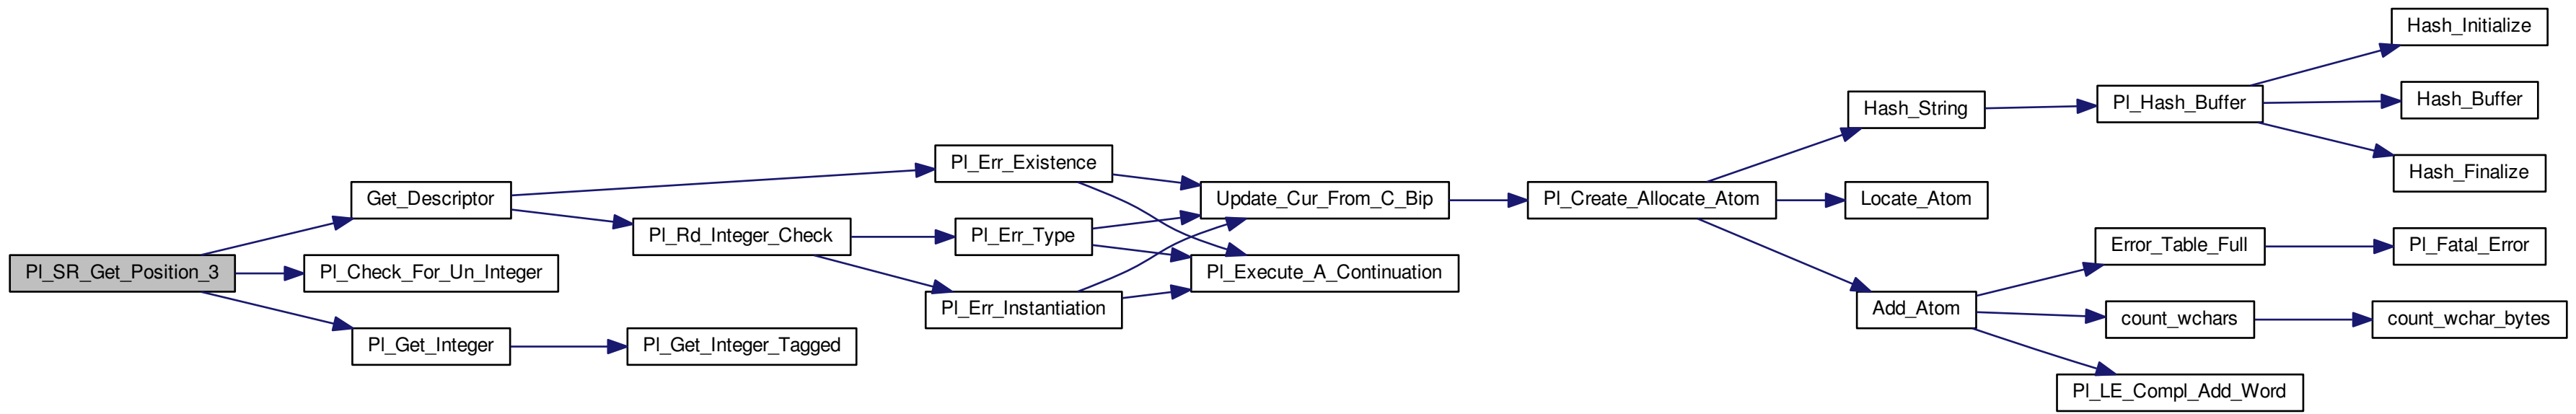 Pl_SR_Get_Position_3
Get_Descriptor
Pl_Check_For_Un_Integer
Pl_Get_Integer
Pl_Rd_Integer_Check
Pl_Get_Integer_Tagged
Pl_Err_Existence
Pl_Err_Type
Pl_Err_Instantiation
Update_Cur_From_C_Bip
Pl_Execute_A_Continuation
Pl_Create_Allocate_Atom
Hash_String
Locate_Atom
Add_Atom
Pl_Hash_Buffer
Error_Table_Full
count_wchars
Pl_LE_Compl_Add_Word
Hash_Initialize
Hash_Buffer
Hash_Finalize
Pl_Fatal_Error
count_wchar_bytes